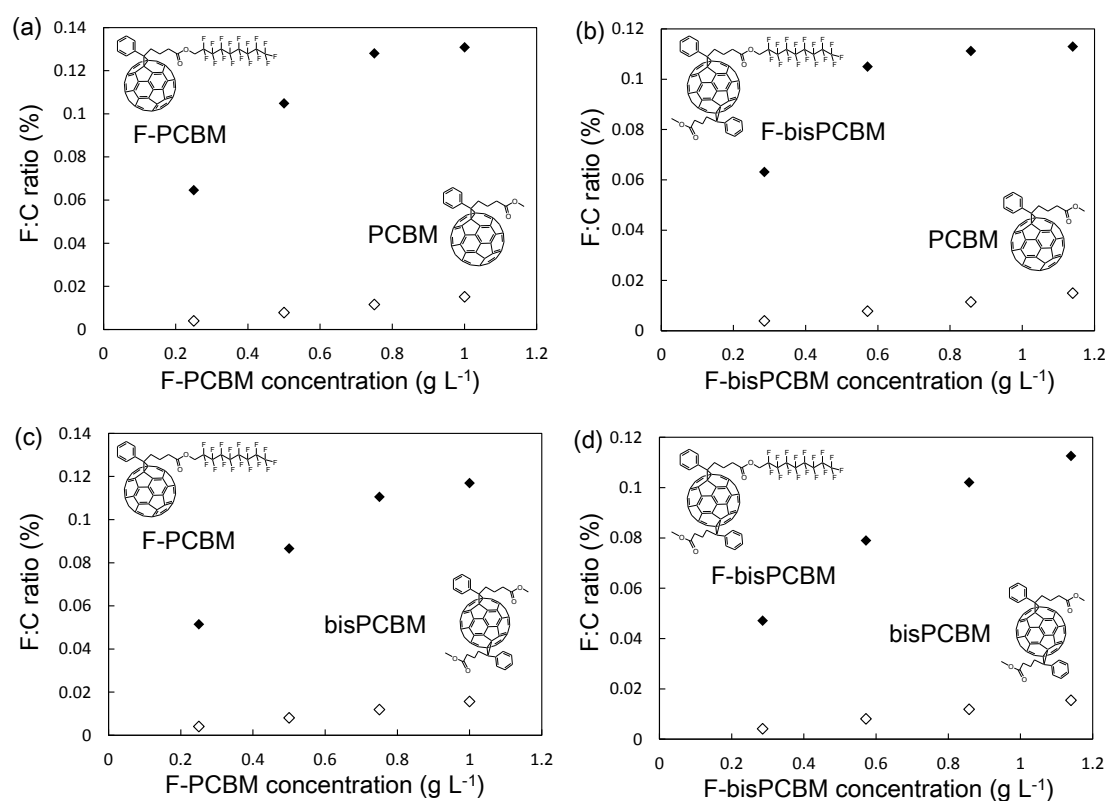 (a)
F:C ratio (%)
0.14
0.12
0.1
0.08
0.06
0.04
0.02
0
F-PCBM
PCBM
0 0.2 0.4 0.6 0.8 1 1.2
F-PCBM concentration (g L⁻¹)
(b)
F:C ratio (%)
0.12
0.1
0.08
0.06
0.04
0.02
0
F-bisPCBM
PCBM
0 0.2 0.4 0.6 0.8 1 1.2
F-bisPCBM concentration (g L⁻¹)
(c)
F:C ratio (%)
0.14
0.12
0.1
0.08
0.06
0.04
0.02
0
F-PCBM
bisPCBM
0 0.2 0.4 0.6 0.8 1 1.2
F-PCBM concentration (g L⁻¹)
(d)
F:C ratio (%)
0.12
0.1
0.08
0.06
0.04
0.02
0
F-bisPCBM
bisPCBM
0 0.2 0.4 0.6 0.8 1 1.2
F-bisPCBM concentration (g L⁻¹)